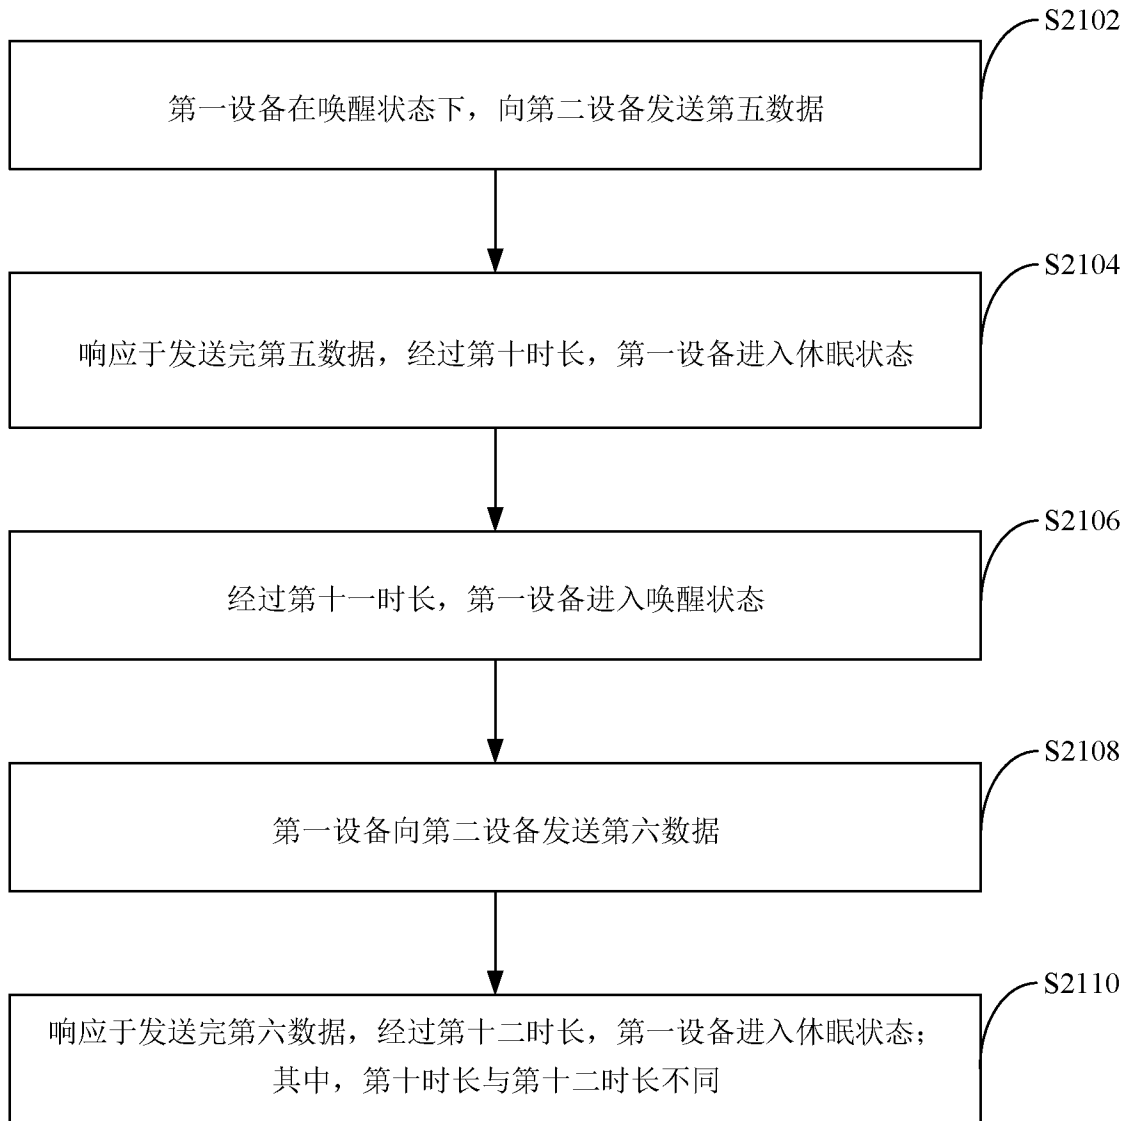 S2102
第一设备在唤醒状态下，向第二设备发送第五数据
S2104
响应于发送完第五数据，经过第十时长，第一设备进入休眠状态
S2106
经过第十一时长，第一设备进入唤醒状态
S2108
第一设备向第二设备发送第六数据
S2110
响应于发送完第六数据，经过第十二时长，第一设备进入休眠状态；
其中，第十时长与第十二时长不同